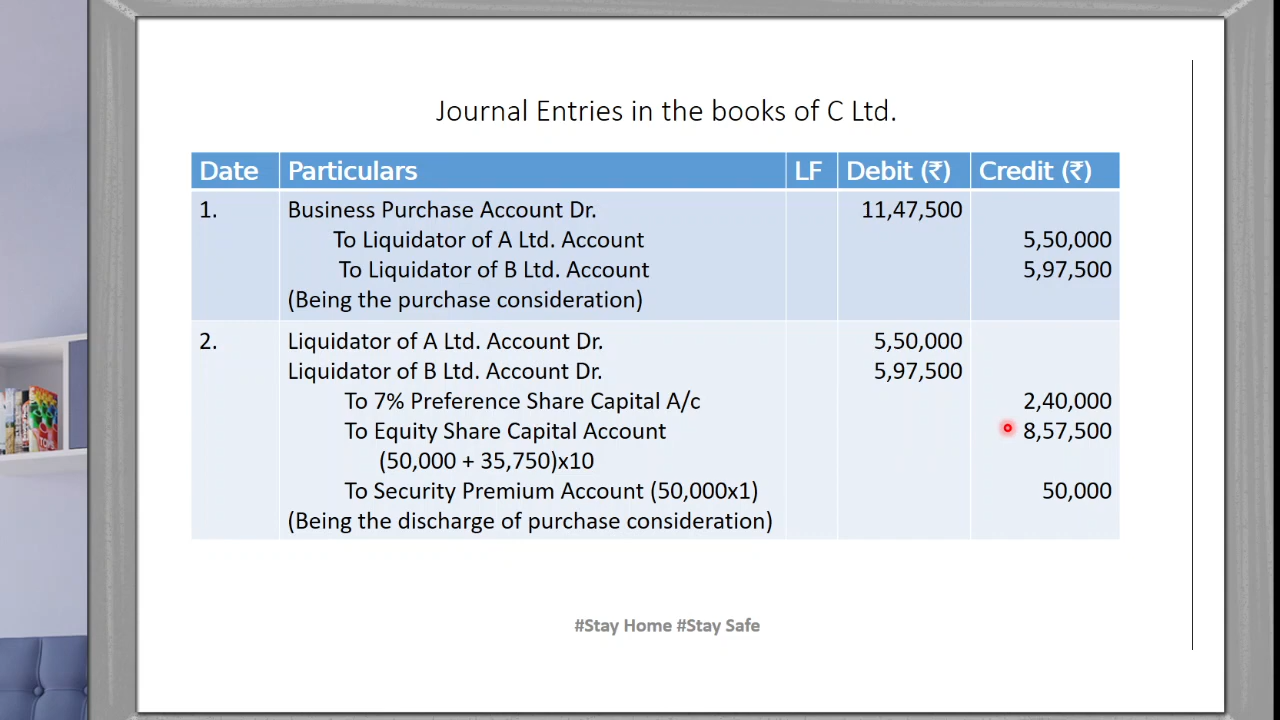 Journal Entries in the books of C Ltd.
Date Particulars LF Debit (₹) Credit (₹)
1. Business Purchase Account Dr. 11,47,500
To Liquidator of A Ltd. Account 5,50,000
To Liquidator of B Ltd. Account 5,97,500
(Being the purchase consideration)
2. Liquidator of A Ltd. Account Dr. 5,50,000
Liquidator of B Ltd. Account Dr. 5,97,500
To 7% Preference Share Capital A/c 2,40,000
To Equity Share Capital Account 8,57,500
(50,000 + 35,750)x10
To Security Premium Account (50,000x1) 50,000
(Being the discharge of purchase consideration)
#Stay Home #Stay Safe